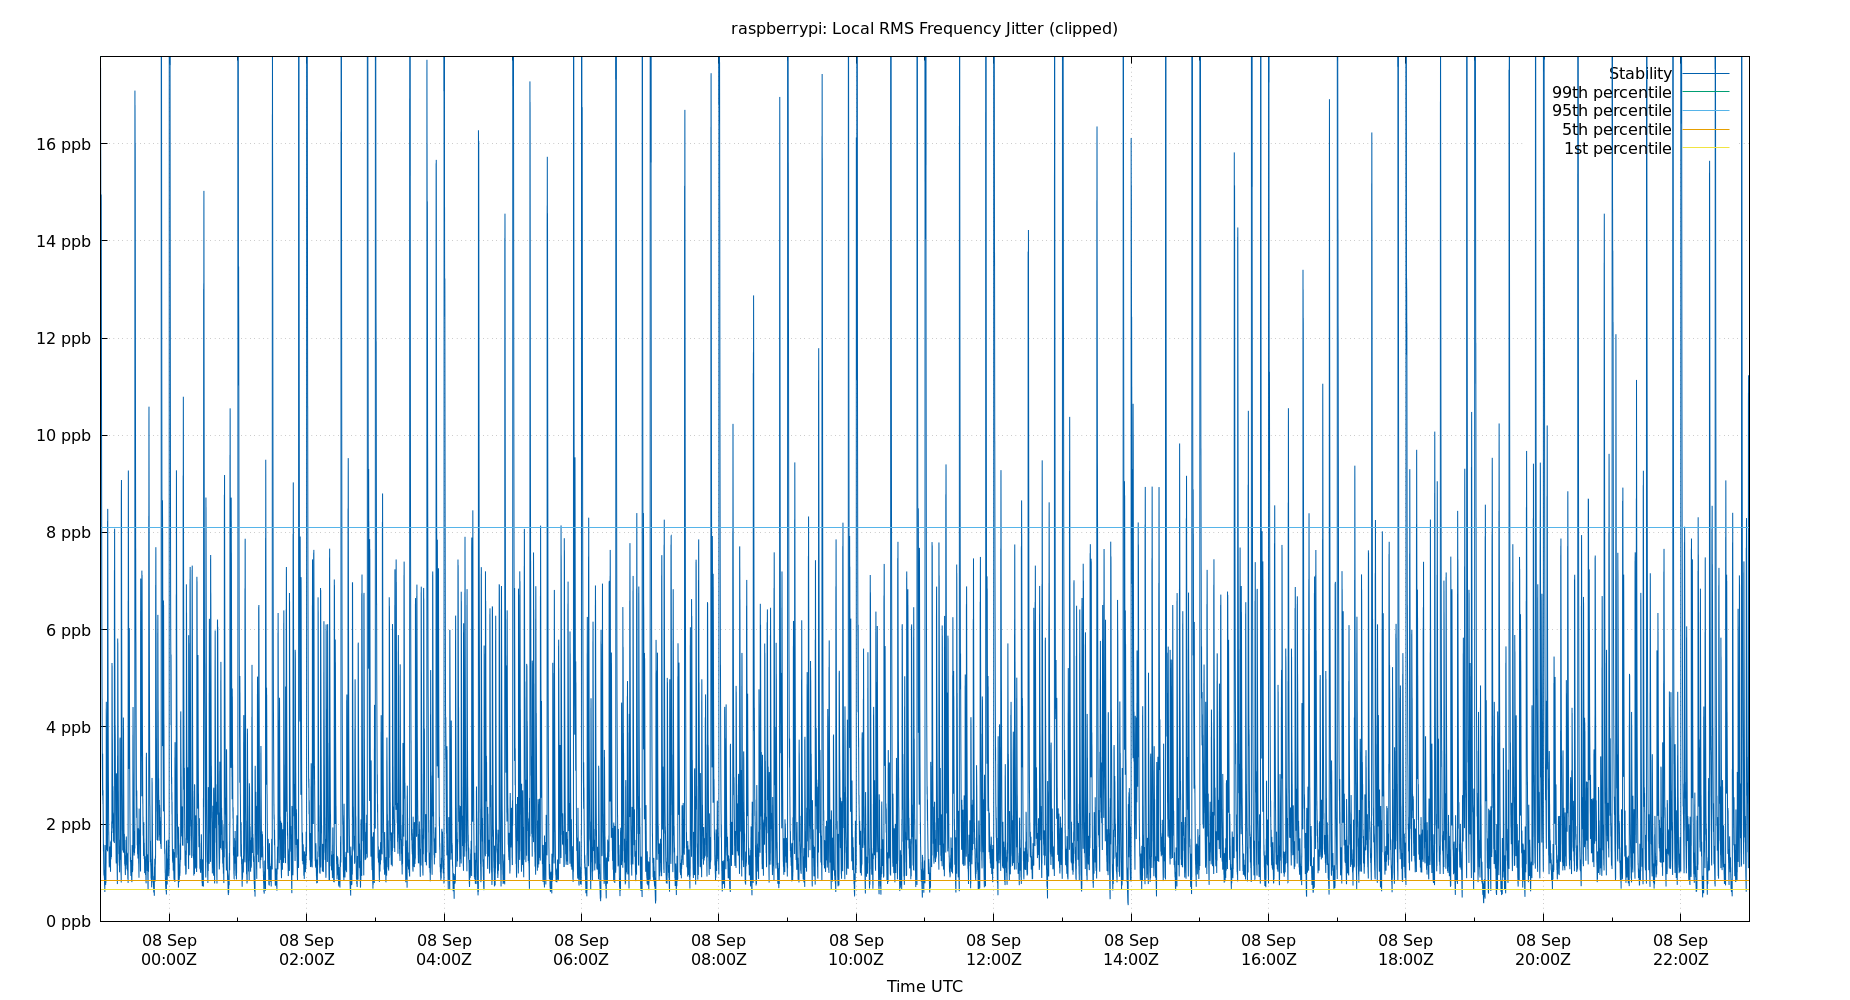 raspberrypi: Local RMS Frequency Jitter (clipped)
Stability
99th percentile
95th percentile
5th percentile
1st percentile
16 ppb
14 ppb
12 ppb
10 ppb
8 ppb
6 ppb
4 ppb
2 ppb
0 ppb
08 Sep 08 Sep 08 Sep 08 Sep 08 Sep 08 Sep 08 Sep 08 Sep 08 Sep 08 Sep 08 Sep 08 Sep
00:00Z 02:00Z 04:00Z 06:00Z 08:00Z 10:00Z 12:00Z 14:00Z 16:00Z 18:00Z 20:00Z 22:00Z
Time UTC